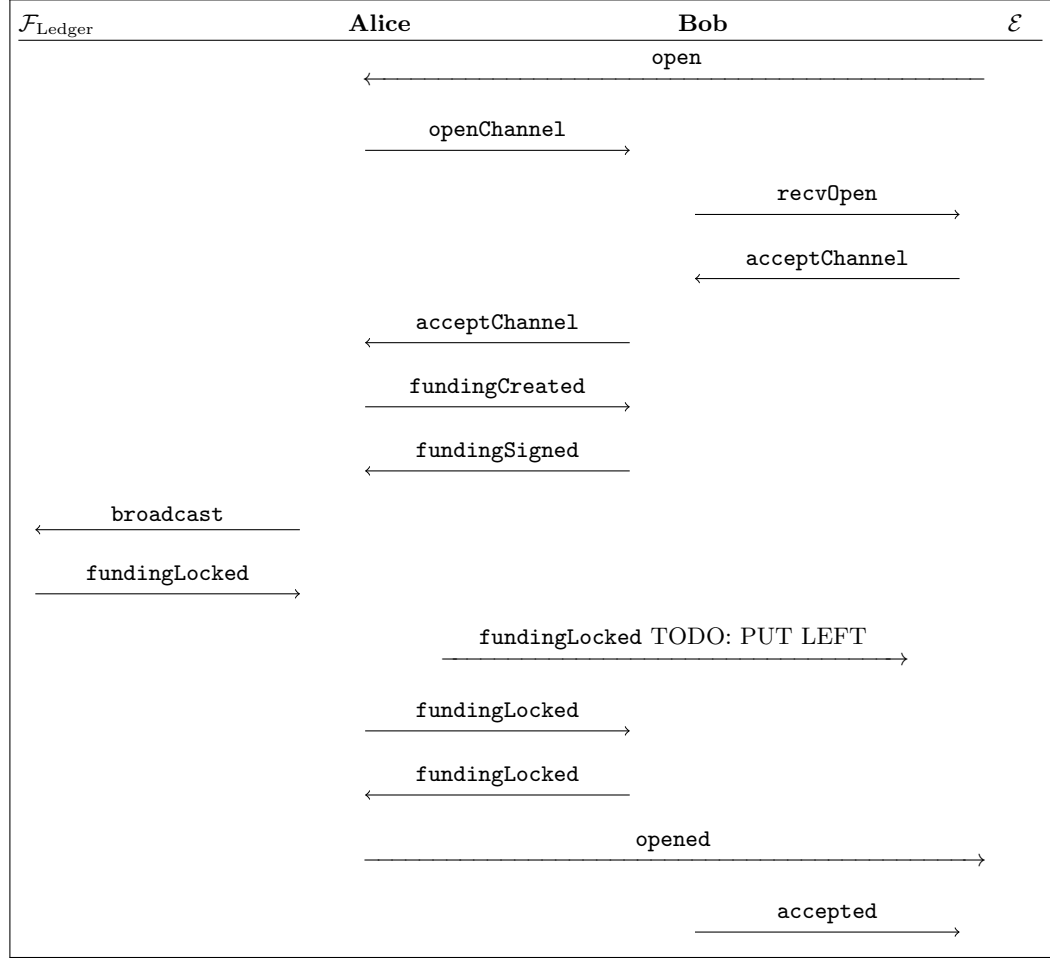 F_Ledger Alice Bob E
open
openChannel
recvOpen
acceptChannel
acceptChannel
fundingCreated
fundingSigned
broadcast
fundingLocked
fundingLocked TODO: PUT LEFT
fundingLocked
fundingLocked
opened
accepted